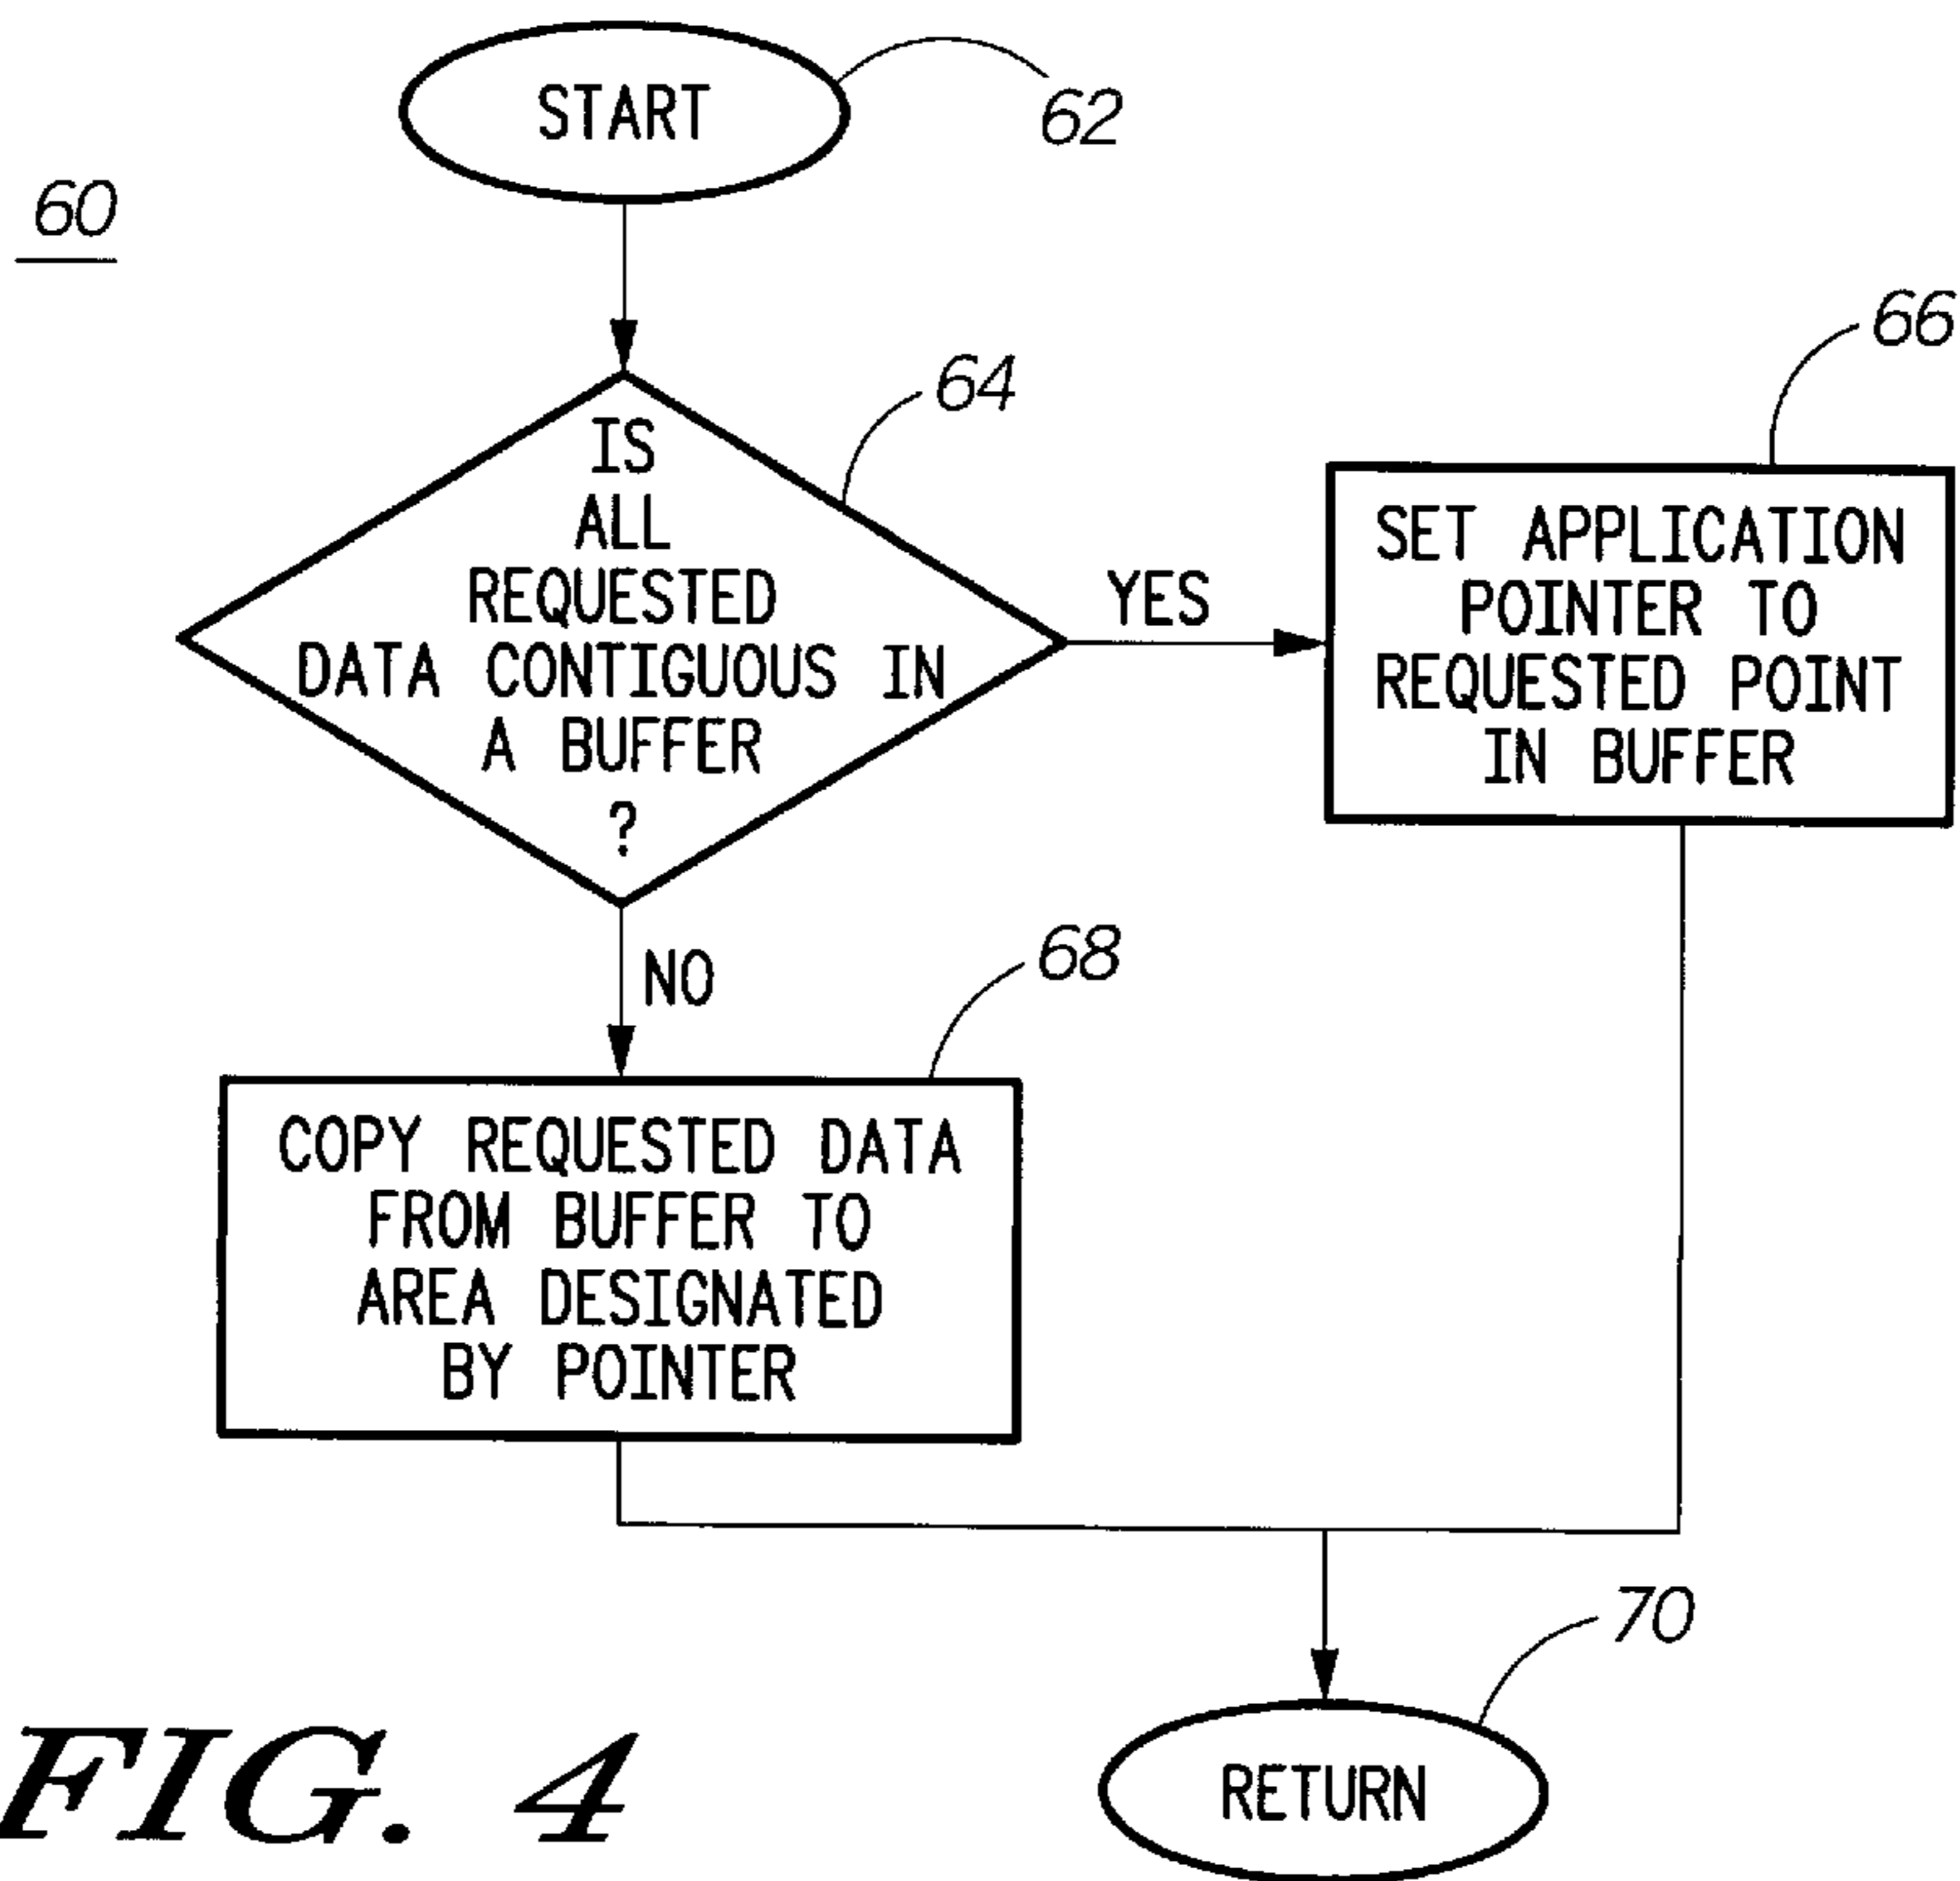 START
62
60
64
IS
ALL
REQUESTED
DATA CONTIGUOUS IN
A BUFFER
?
YES
66
SET APPLICATION
POINTER TO
REQUESTED POINT
IN BUFFER
NO
68
COPY REQUESTED DATA
FROM BUFFER TO
AREA DESIGNATED
BY POINTER
70
RETURN
FIG. 4